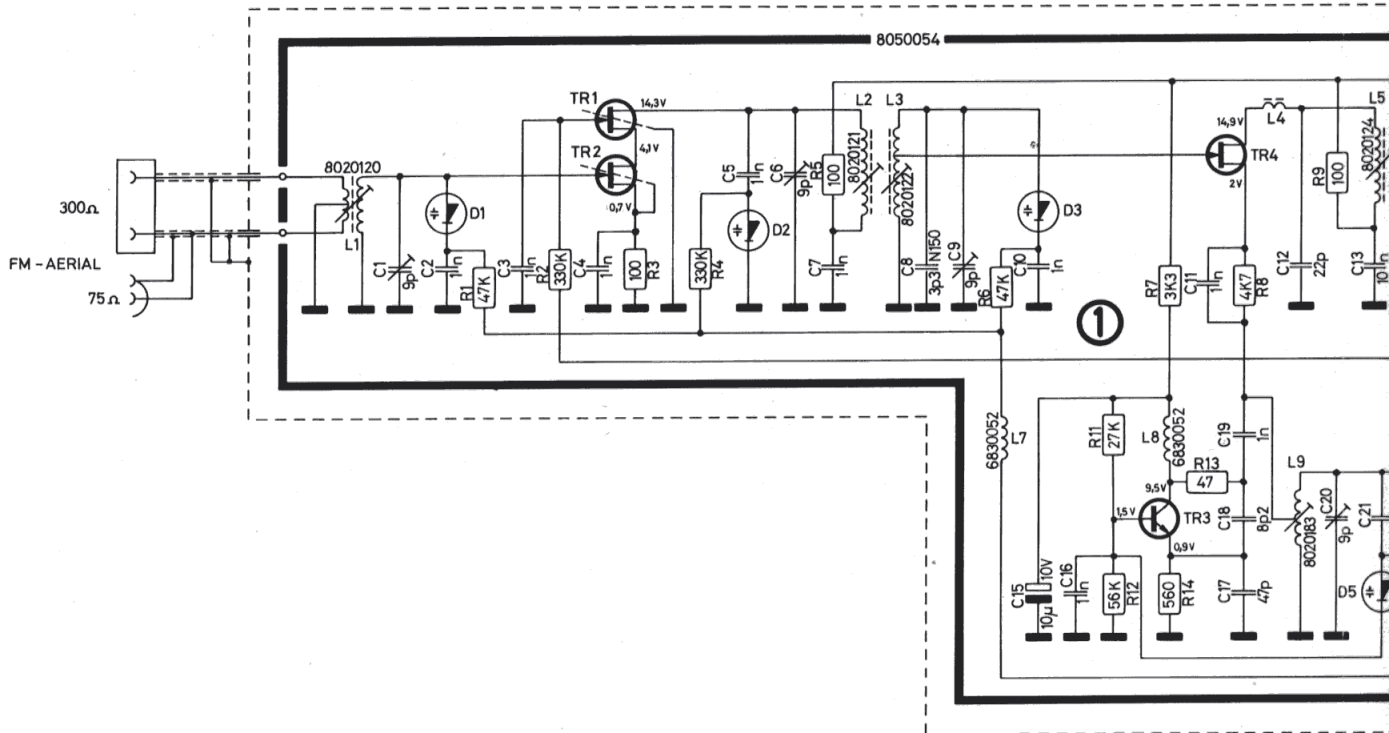 8050054
300Ω
FM-AERIAL
75Ω
8020120
L1
C1
9p
D1
C2
1n
R1
47K
C3
1n
R2
330K
TR1
TR2
14,3V
4,1V
0,7V
C4
1n
100
R3
330K
R4
C5
1n
D2
C6
9p
R5
100
C7
1n
L2
8020121
L3
8020122
C8
3p3
N150
C9
9p
R6
47K
C10
1n
D3
1
R7
3K3
14,9V
TR4
2V
L4
C11
1n
4K7
R8
C12
22p
R9
100
L5
8020124
C13
10n
L7
6830052
C15
10V
10µ
C16
1n
R11
27K
56K
R12
1,5V
L8
6830052
9,5V
TR3
0,9V
R13
47
560
R14
C19
1n
C18
8p2
C17
47p
L9
8020183
C20
9p
C21
D5